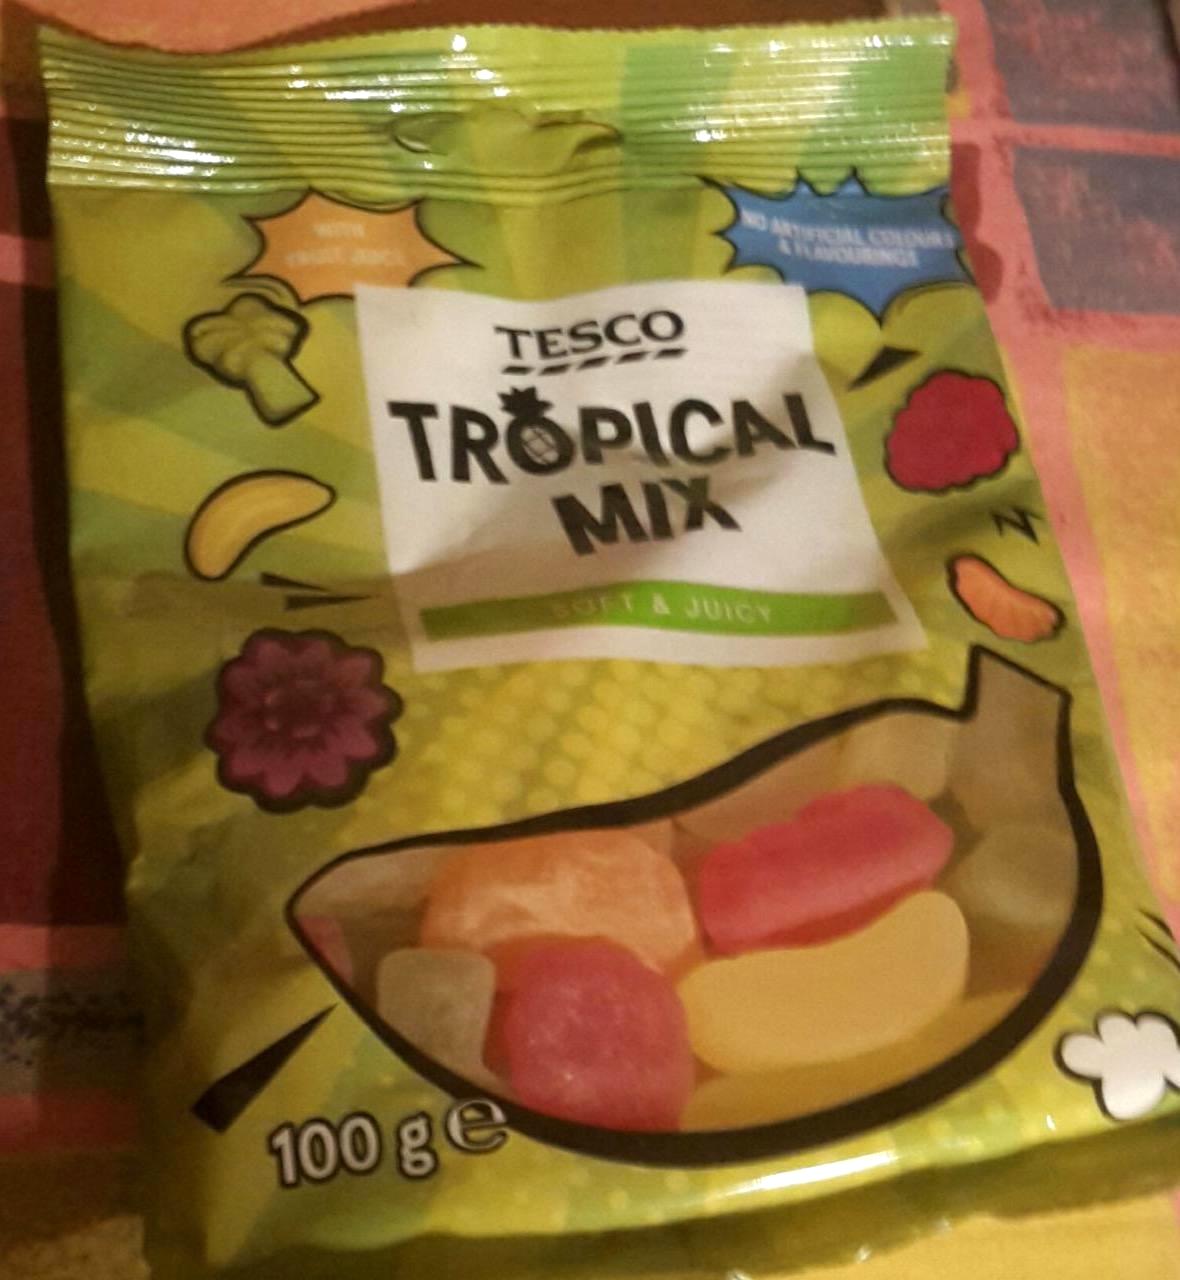 WITH
FRUIT JUICE
NO ARTIFICIAL COLOURS
& FLAVOURINGS
TESCO
TROPICAL
MIX
SOFT & JUICY
100 g e